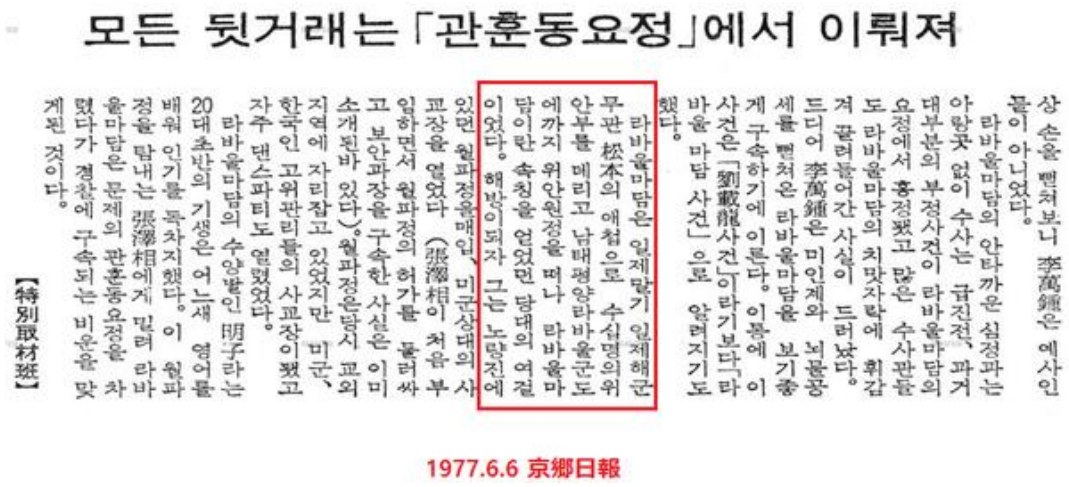 모든 뒷거래는「관훈동요정」에서 이뤄져
상 손을 뻗쳐보니 李萬鍾은 예사인
물이 아니었다.
라바울마담의 안타까운 심정과는
아랑곳 없이 수사는 급진전、과거
대부분의 부정사건이 라바울마담의
요정에서 흥정됐고 많은 수사관들
도 라바울마담의 치맛자락에 휘감
겨 끌려들어간 사실이 드러났다.
드디어 李萬鍾은 미인계와 뇌물공
세를 뻗쳐온 라바울마담을 보기좋
게 구속하기에 이른다. 이통에 이
사건은「劉載龍사건」이라기보다「라
바울 마담 사건」으로 알려지기도
했다.
라바울마담은 일제말기 일제해군
무관 松本의 애첩으로 수십명의위
안부를 데리고 남태평양라바울군도
에까지 위안원정을 떠나 라바울마
담이란 속칭을 얻었던 당대의 여걸
이었다. 해방이되자 그는 노량진에
있던 월파정을매입、미군상대의 사
교장을 열었다 (張澤相이 처음 부
임하면서 월파정의 허가를 둘러싸
고 보안과장을 구속한 사실은 이미
소개된바 있다).월파정은당시 교외
지역에 자리잡고 있었지만 미군、
한국인 고위관리들의 사교장이됐고
자주 댄스파티도 열렸었다.
라바울마담의 수양딸인 明子라는
20대초반의 기생은 어느새 영어를
배워 인기를 독차지했다. 이 월파
정을 탐내는 張澤相에게 밀려 라바
울마담은 문제의 관훈동요정을 차
렸다가 경찰에 구속되는 비운을 맞
게된 것이다.
【特別取材班】
1977.6.6 京鄕日報